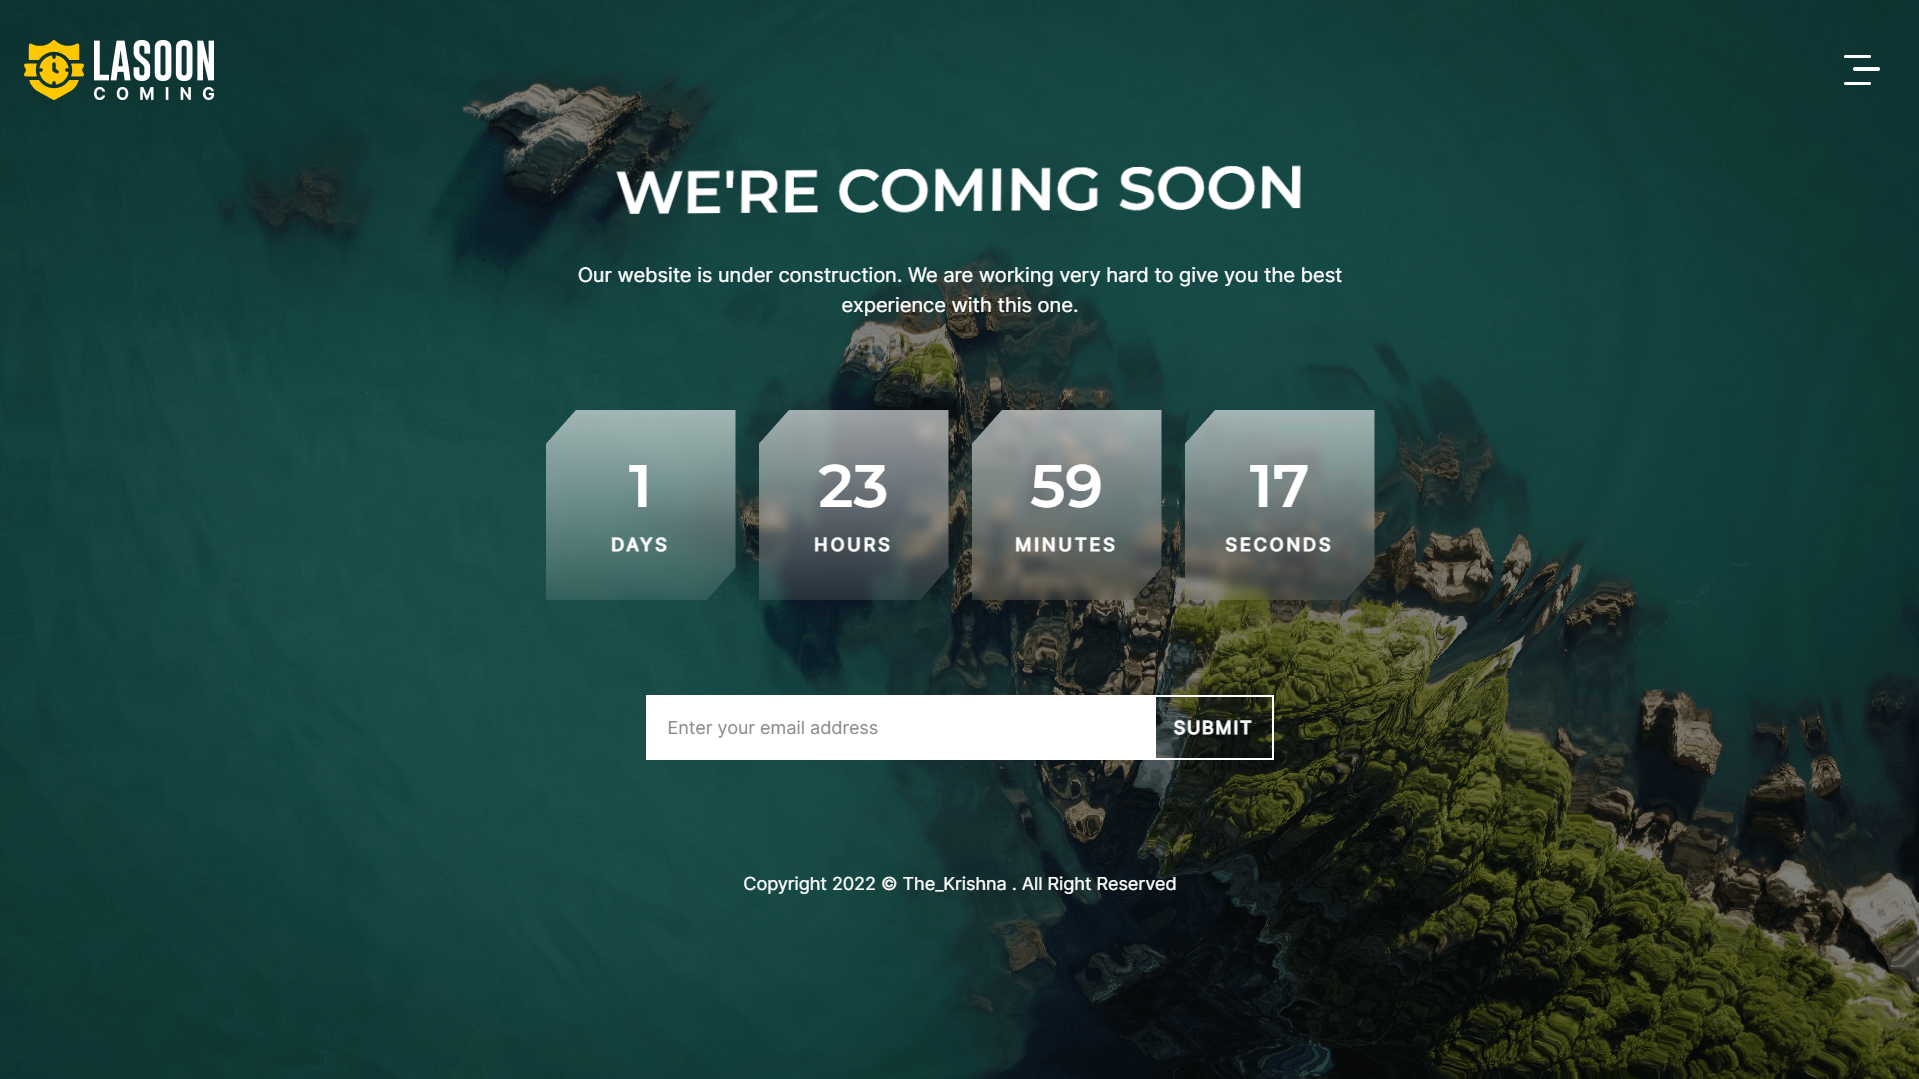 LASOON
COMING
WE'RE COMING SOON
Our website is under construction. We are working very hard to give you the best
experience with this one.
1
DAYS
23
HOURS
59
MINUTES
17
SECONDS
Enter your email address
SUBMIT
Copyright 2022 © The_Krishna . All Right Reserved